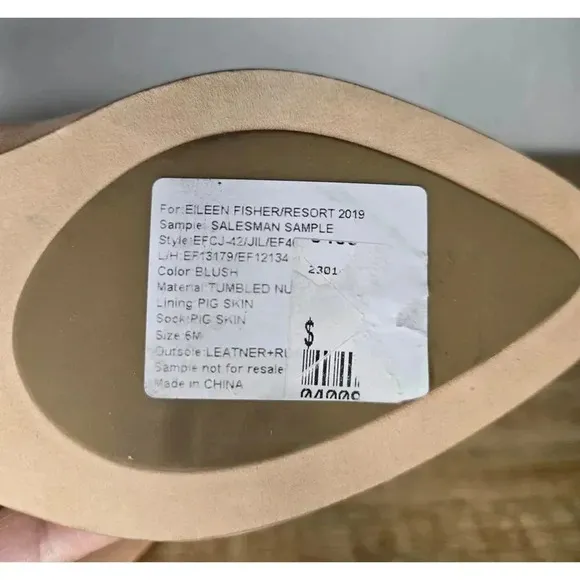 For:EILEEN FISHER/RESORT 2019
Sample: SALESMAN SAMPLE
Style:EFCJ-42/JIL/EF4
L/H:EF13179/EF12134
Color:BLUSH
Material:TUMBLED NU
Lining:PIG SKIN
Sock:PIG SKIN
Size:6M
Outsole:LEATNER+RU
Sample not for resale
Made in CHINA
2301
$
04009